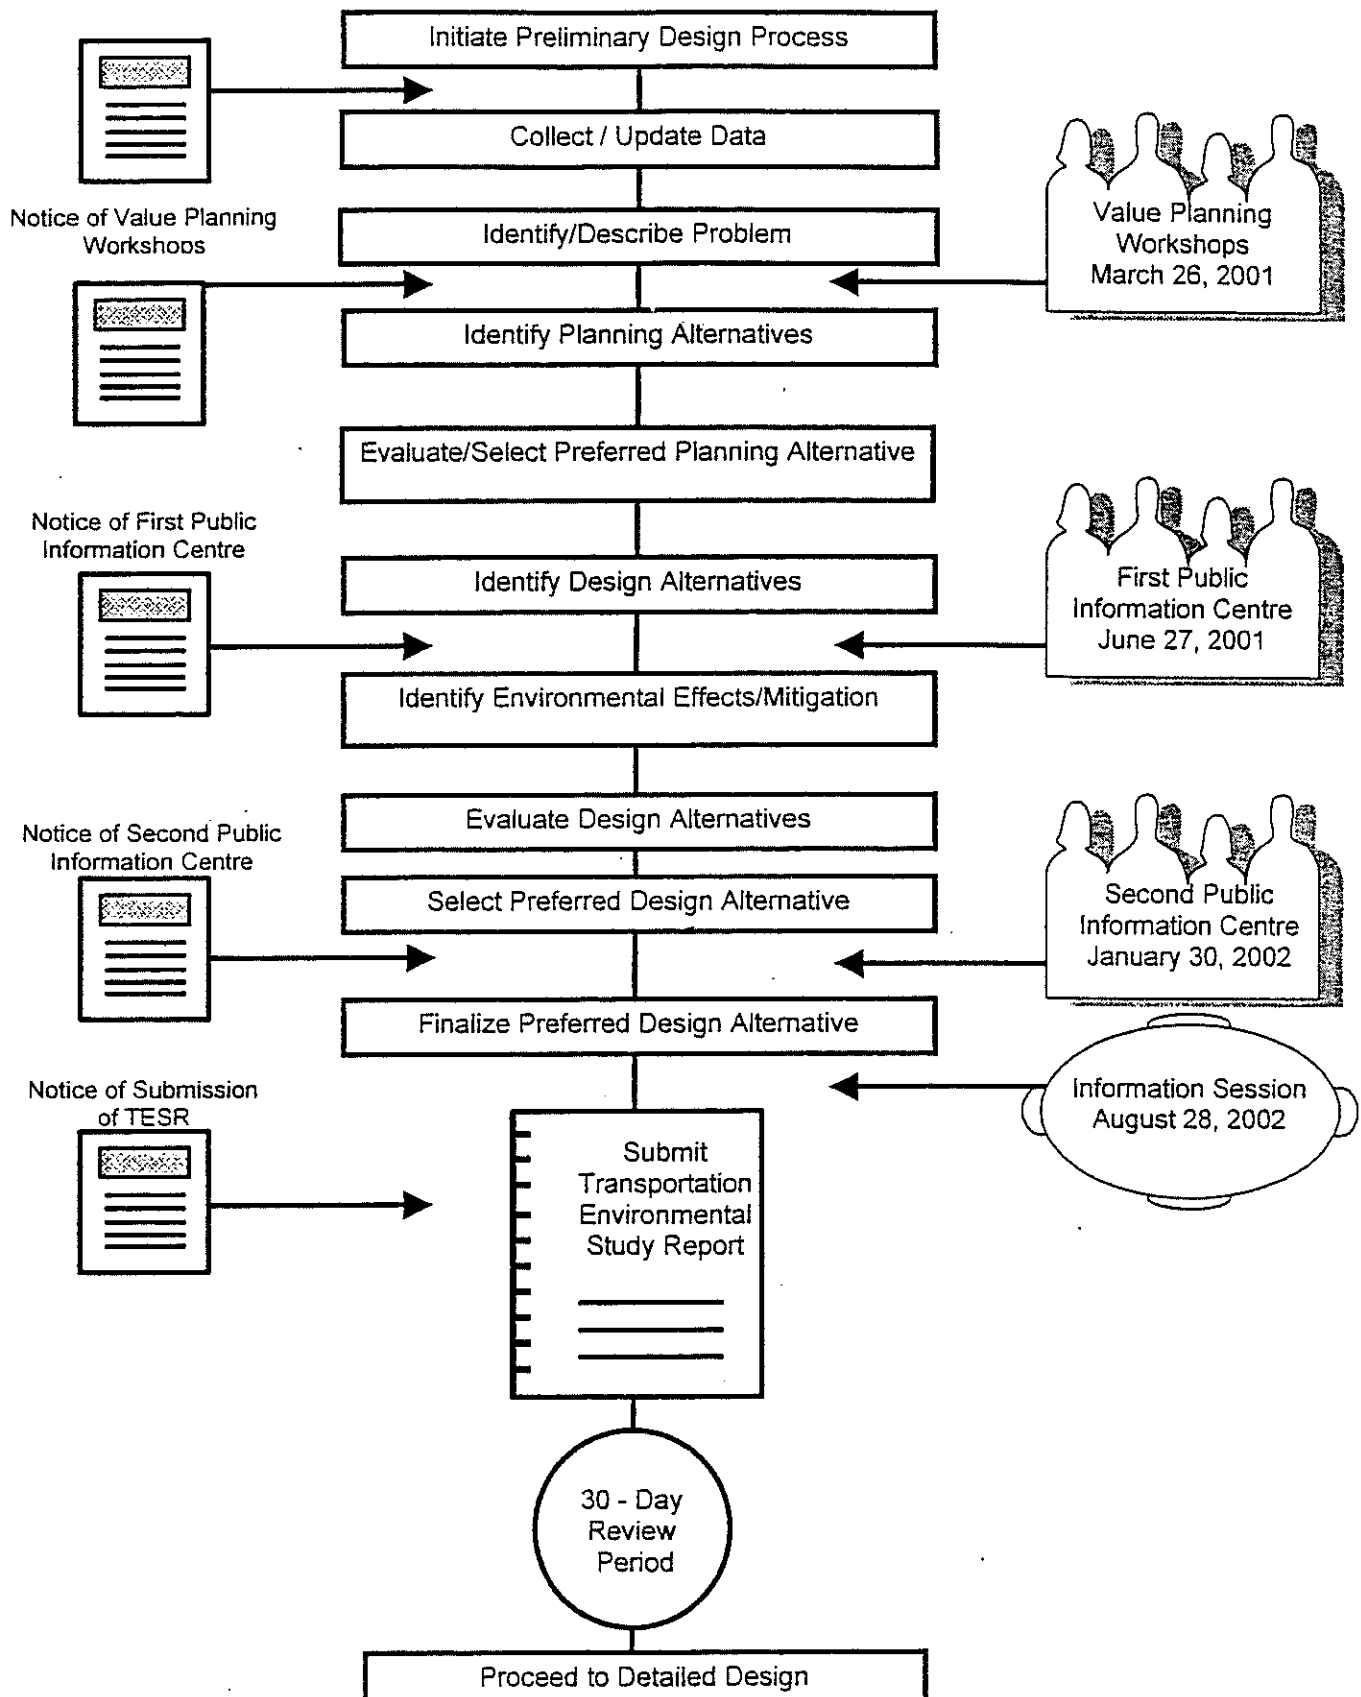 Initiate Preliminary Design Process
Collect / Update Data
Notice of Value Planning
Workshops
Identify/Describe Problem
Value Planning
Workshops
March 26, 2001
Identify Planning Alternatives
Evaluate/Select Preferred Planning Alternative
Notice of First Public
Information Centre
Identify Design Alternatives
First Public
Information Centre
June 27, 2001
Identify Environmental Effects/Mitigation
Evaluate Design Alternatives
Notice of Second Public
Information Centre
Select Preferred Design Alternative
Second Public
Information Centre
January 30, 2002
Finalize Preferred Design Alternative
Notice of Submission
of TESR
Information Session
August 28, 2002
Submit
Transportation
Environmental
Study Report
30 - Day
Review
Period
Proceed to Detailed Design